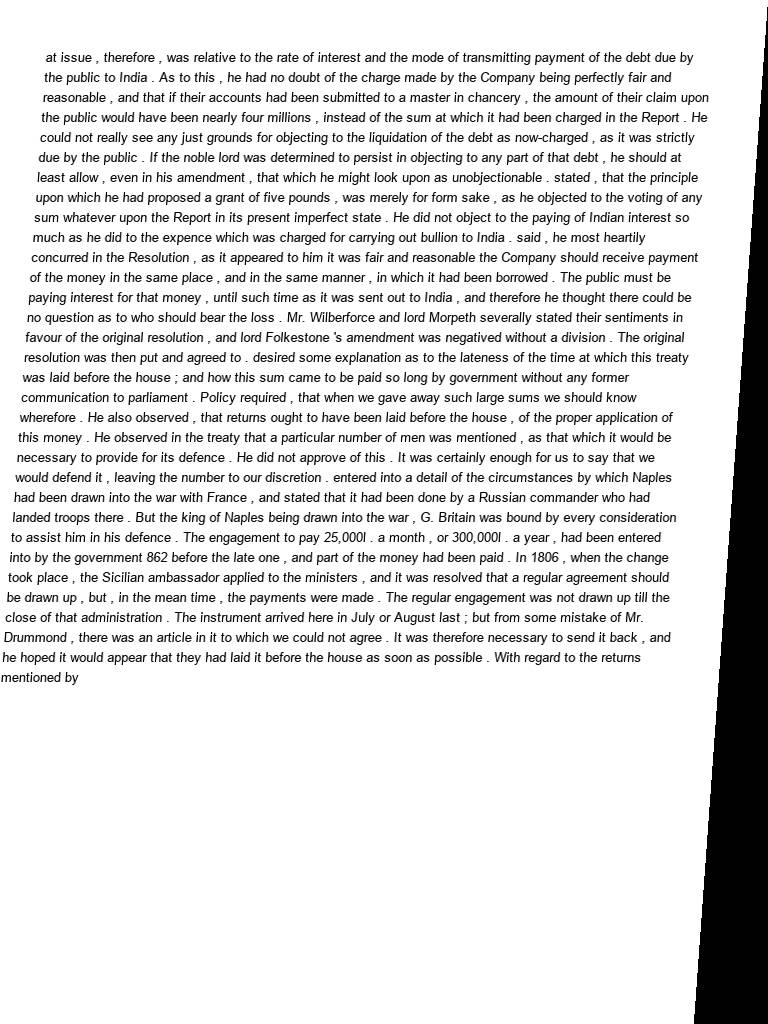 at issue , therefore , was relative to the rate of interest and the mode of transmitting payment of the debt due by
the public to India . As to this , he had no doubt of the charge made by the Company being perfectly fair and
reasonable , and that if their accounts had been submitted to a master in chancery , the amount of their claim upon
the public would have been nearly four millions , instead of the sum at which it had been charged in the Report . He
could not really see any just grounds for objecting to the liquidation of the debt as now-charged , as it was strictly
due by the public . If the noble lord was determined to persist in objecting to any part of that debt , he should at
least allow , even in his amendment , that which he might look upon as unobjectionable . stated , that the principle
upon which he had proposed a grant of five pounds , was merely for form sake , as he objected to the voting of any
sum whatever upon the Report in its present imperfect state . He did not object to the paying of Indian interest so
much as he did to the expence which was charged for carrying out bullion to India . said , he most heartily
concurred in the Resolution , as it appeared to him it was fair and reasonable the Company should receive payment
of the money in the same place , and in the same manner , in which it had been borrowed . The public must be
paying interest for that money , until such time as it was sent out to India , and therefore he thought there could be
no question as to who should bear the loss . Mr. Wilberforce and lord Morpeth severally stated their sentiments in
favour of the original resolution , and lord Folkestone 's amendment was negatived without a division . The original
resolution was then put and agreed to . desired some explanation as to the lateness of the time at which this treaty
was laid before the house ; and how this sum came to be paid so long by government without any former
communication to parliament . Policy required , that when we gave away such large sums we should know
wherefore . He also observed , that returns ought to have been laid before the house , of the proper application of
this money . He observed in the treaty that a particular number of men was mentioned , as that which it would be
necessary to provide for its defence . He did not approve of this . It was certainly enough for us to say that we
would defend it , leaving the number to our discretion . entered into a detail of the circumstances by which Naples
had been drawn into the war with France , and stated that it had been done by a Russian commander who had
landed troops there . But the king of Naples being drawn into the war , G. Britain was bound by every consideration
to assist him in his defence . The engagement to pay 25,000l . a month , or 300,000l . a year , had been entered
into by the government 862 before the late one , and part of the money had been paid . In 1806 , when the change
took place , the Sicilian ambassador applied to the ministers , and it was resolved that a regular agreement should
be drawn up , but , in the mean time , the payments were made . The regular engagement was not drawn up till the
close of that administration . The instrument arrived here in July or August last ; but from some mistake of Mr.
Drummond , there was an article in it to which we could not agree . It was therefore necessary to send it back , and
he hoped it would appear that they had laid it before the house as soon as possible . With regard to the returns
mentioned by